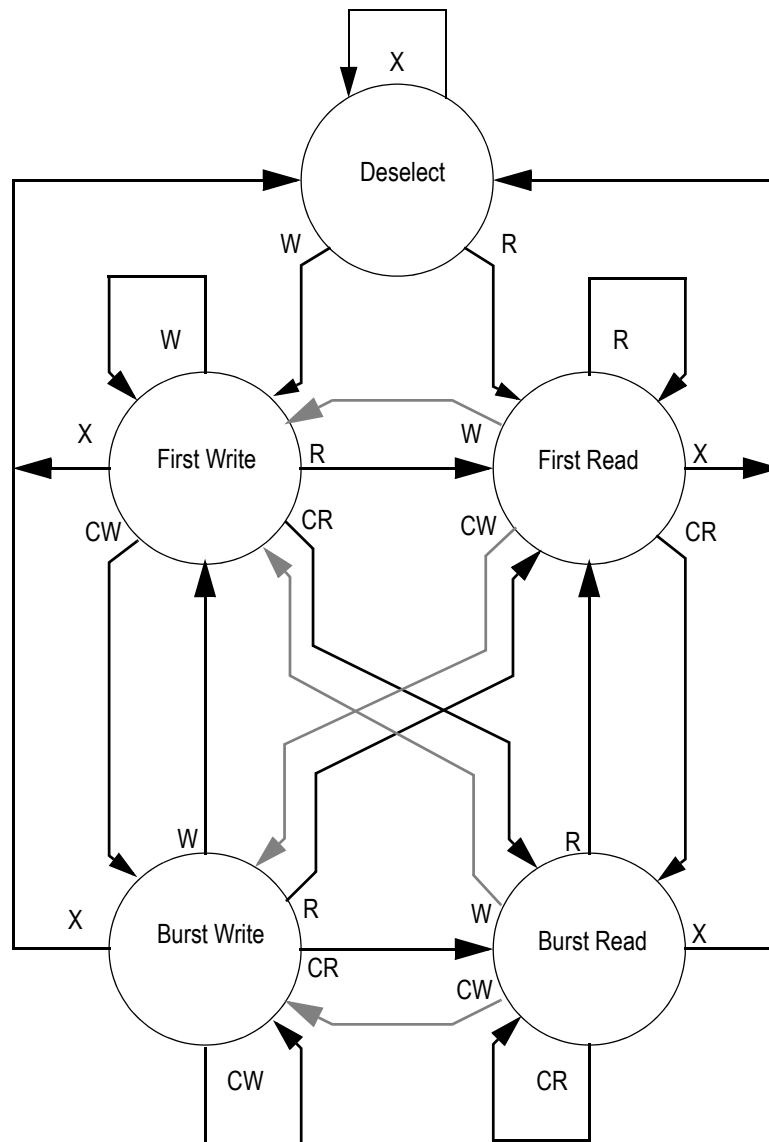 X
Deselect
W
R
W
R
X
W
First Write
R
First Read
X
CW
CR
CW
CR
W
R
X
R
W
Burst Write
Burst Read
X
CR
CW
CW
CR